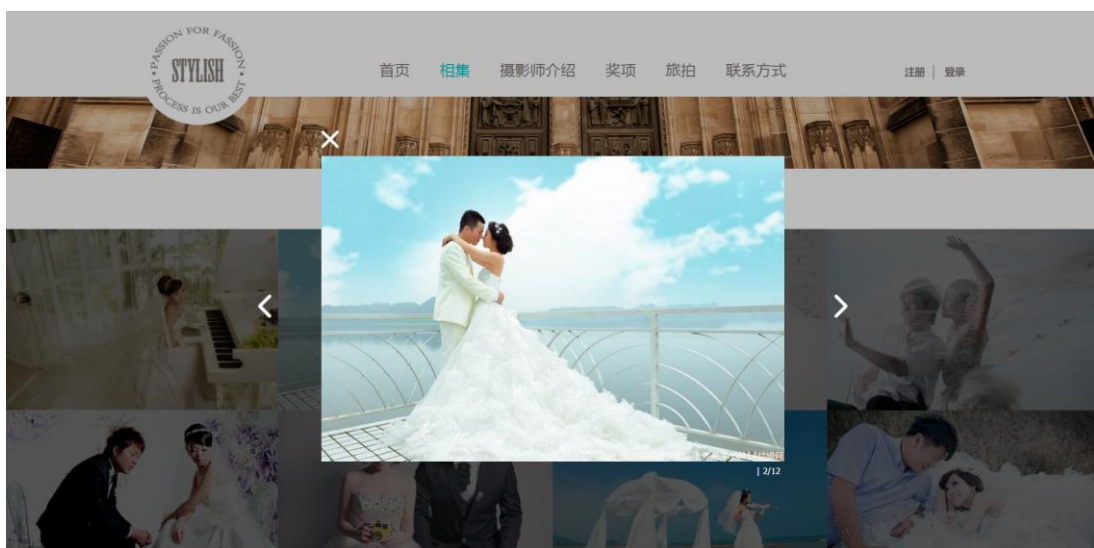 PASSION FOR FASSION
STYLISH
PROCESS IS OUR BEST
首页 相集 摄影师介绍 奖项 旅拍 联系方式
注册 | 登录
| 2/12